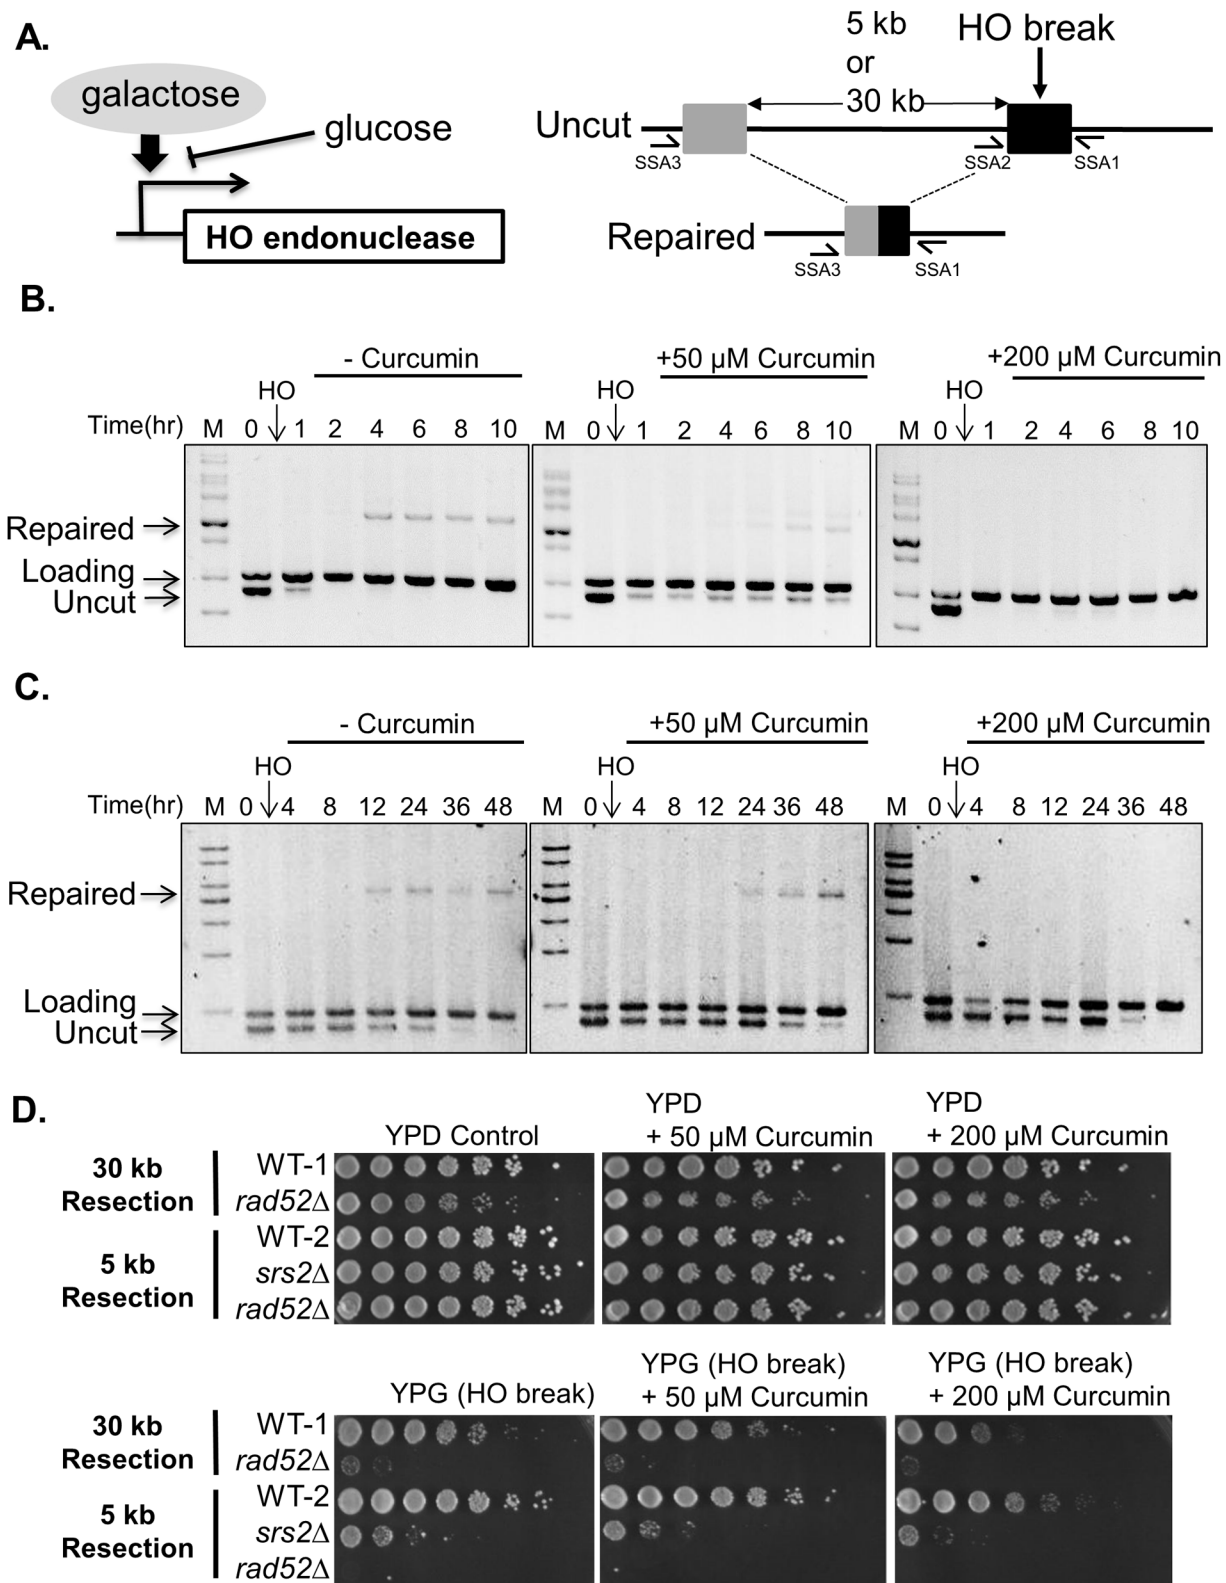 A.
galactose
glucose
HO endonuclease
5 kb
or
30 kb
HO break
Uncut
SSA3
SSA2
SSA1
Repaired
SSA3
SSA1
B.
- Curcumin
+50 µM Curcumin
+200 µM Curcumin
HO
HO
HO
Time(hr) M 0 1 2 4 6 8 10
M 0 1 2 4 6 8 10
M 0 1 2 4 6 8 10
Repaired
Loading
Uncut
C.
- Curcumin
+50 µM Curcumin
+200 µM Curcumin
HO
HO
HO
Time(hr) M 0 4 8 12 24 36 48
M 0 4 8 12 24 36 48
M 0 4 8 12 24 36 48
Repaired
Loading
Uncut
D.
YPD Control
YPD
+ 50 µM Curcumin
YPD
+ 200 µM Curcumin
30 kb
Resection
WT-1
rad52Δ
5 kb
Resection
WT-2
srs2Δ
rad52Δ
YPG (HO break)
YPG (HO break)
+ 50 µM Curcumin
YPG (HO break)
+ 200 µM Curcumin
30 kb
Resection
WT-1
rad52Δ
5 kb
Resection
WT-2
srs2Δ
rad52Δ